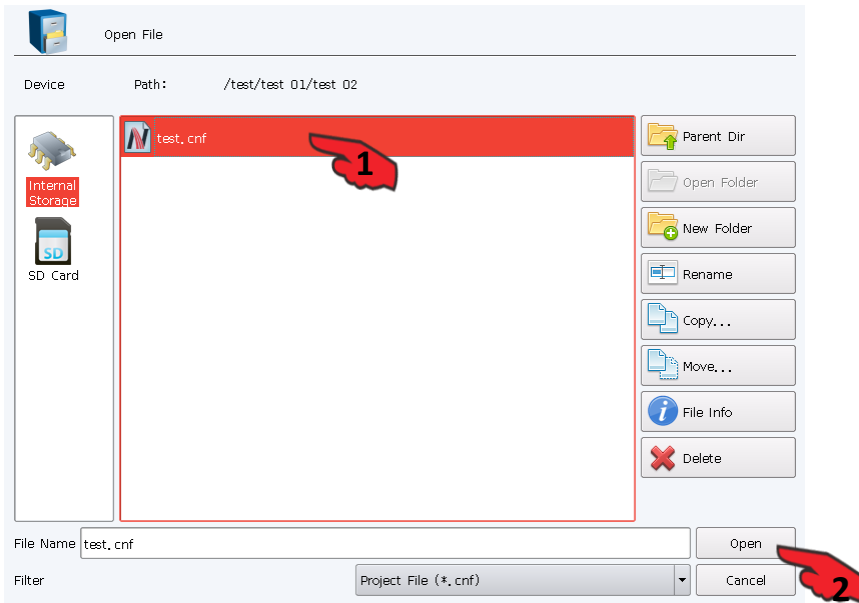 Open File
Device Path: /test/test 01/test 02
test.cnf
1
Internal
Storage
SD
SD Card
Parent Dir
Open Folder
New Folder
Rename
Copy...
Move...
File Info
Delete
File Name test.cnf Open
Filter Project File (*.cnf) Cancel
2